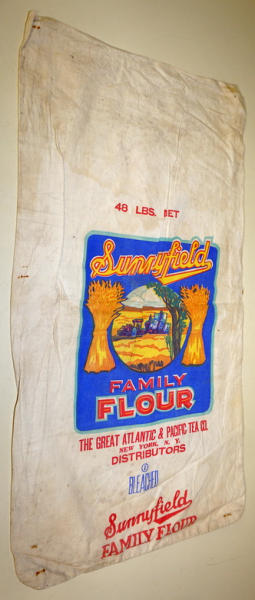 48 LBS. NET
Sunnyfield
FAMILY
FLOUR
THE GREAT ATLANTIC & PACIFIC TEA CO.
NEW YORK, N.Y.
DISTRIBUTORS
BLEACHED
Sunnyfield
FAMILY FLOUR